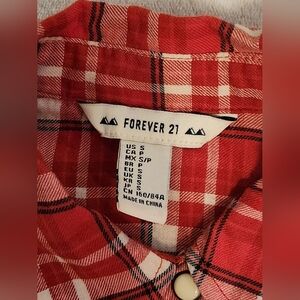 FOREVER 21
US S
CA P
MX S/P
BR P
EU S
UK S
KR S
JP S
CN 160/84A
MADE IN CHINA